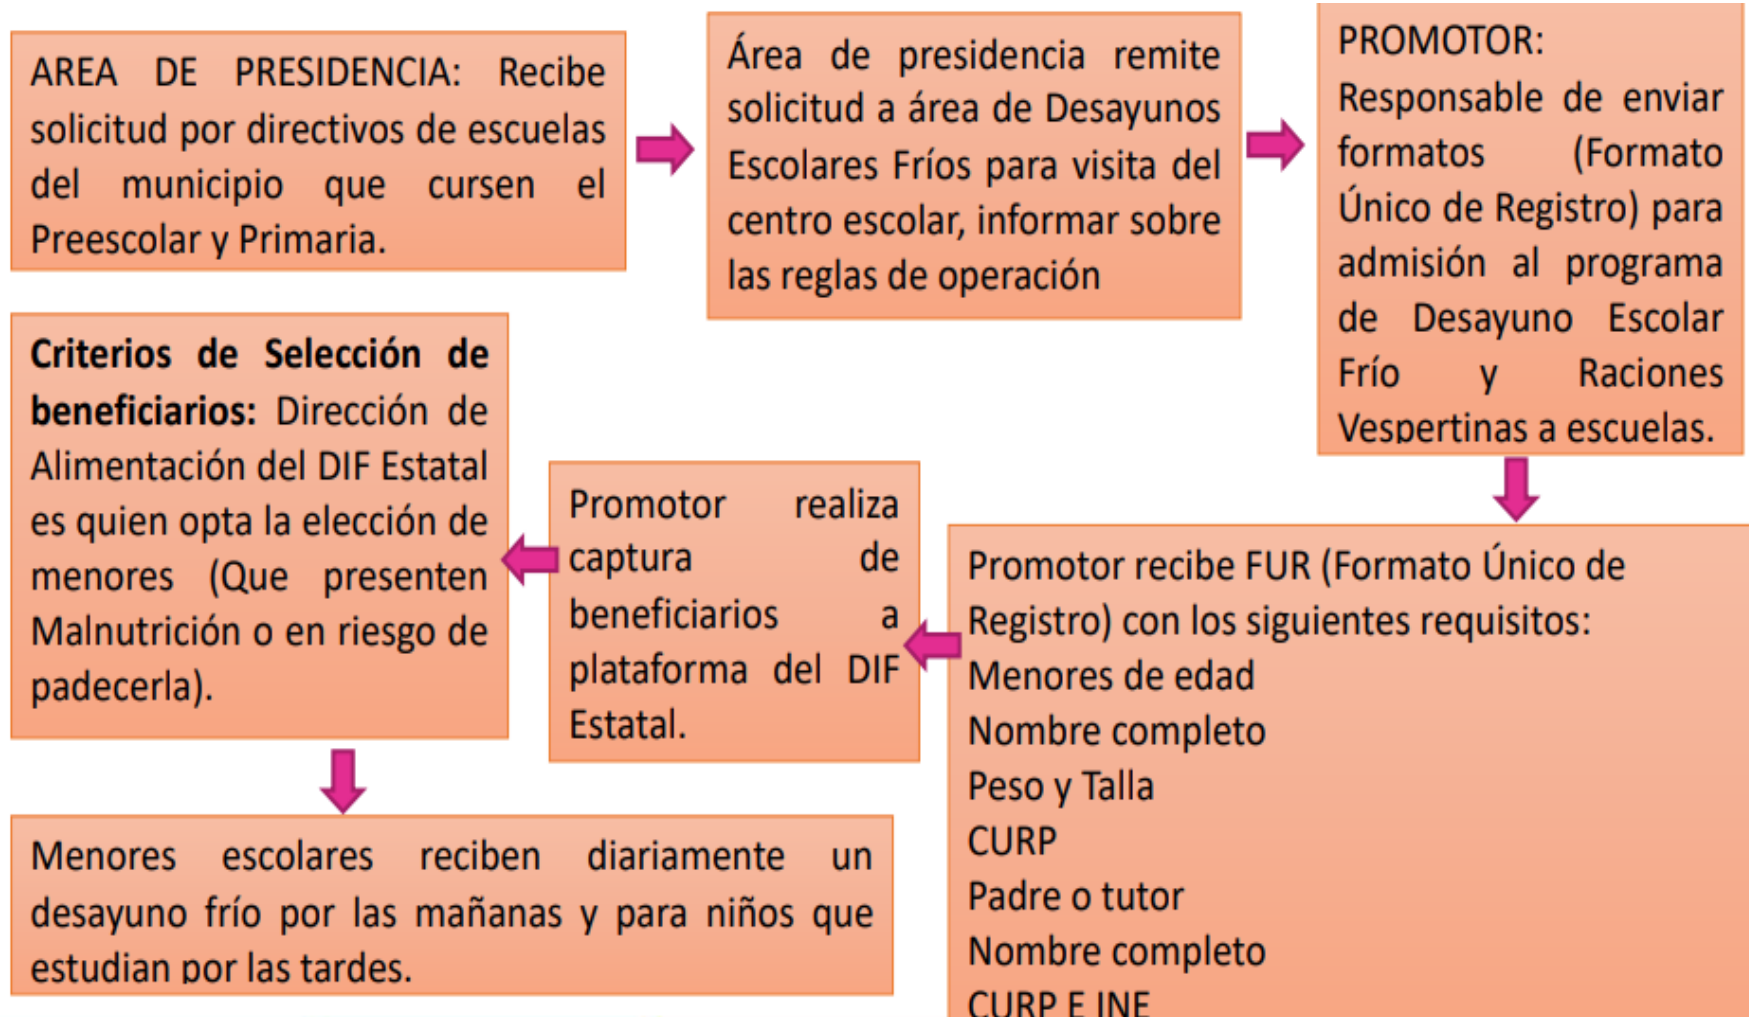 AREA DE PRESIDENCIA: Recibe
solicitud por directivos de escuelas
del municipio que cursen el
Preescolar y Primaria.
Área de presidencia remite
solicitud a área de Desayunos
Escolares Fríos para visita del
centro escolar, informar sobre
las reglas de operación
PROMOTOR:
Responsable de enviar
formatos (Formato
Único de Registro) para
admisión al programa
de Desayuno Escolar
Frío y Raciones
Vespertinas a escuelas.
Promotor recibe FUR (Formato Único de
Registro) con los siguientes requisitos:
Menores de edad
Nombre completo
Peso y Talla
CURP
Padre o tutor
Nombre completo
CURP E INE
Promotor realiza
captura de
beneficiarios a
plataforma del DIF
Estatal.
Criterios de Selección de
beneficiarios: Dirección de
Alimentación del DIF Estatal
es quien opta la elección de
menores (Que presenten
Malnutrición o en riesgo de
padecerla).
Menores escolares reciben diariamente un
desayuno frío por las mañanas y para niños que
estudian por las tardes.